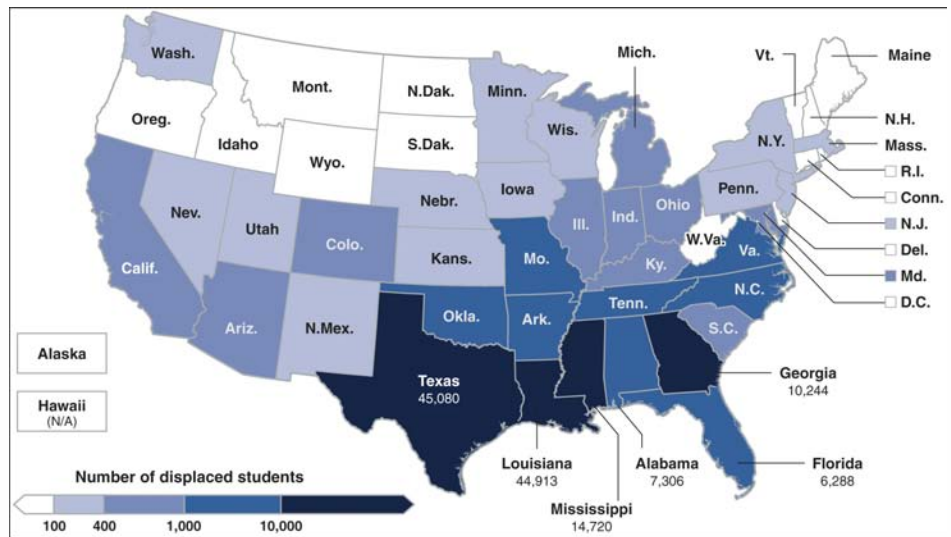 Wash.
Oreg.
Idaho
Mont.
Wyo.
N.Dak.
S.Dak.
Minn.
Wis.
Mich.
Vt.
Maine
N.H.
Mass.
R.I.
Conn.
N.J.
Del.
Md.
D.C.
N.Y.
Penn.
Nev.
Utah
Colo.
Nebr.
Iowa
Kans.
Ill.
Ind.
Ohio
W.Va.
Va.
Ky.
Mo.
Calif.
Ariz.
N.Mex.
Okla.
Ark.
Tenn.
N.C.
S.C.
Alaska
Hawaii
(N/A)
Texas
45,080
Georgia
10,244
Louisiana
44,913
Mississippi
14,720
Alabama
7,306
Florida
6,288
Number of displaced students
100 400 1,000 10,000